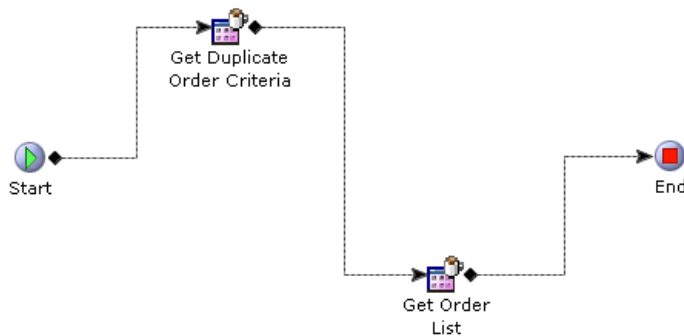 Get Duplicate
Order Criteria
Start
End
Get Order
List